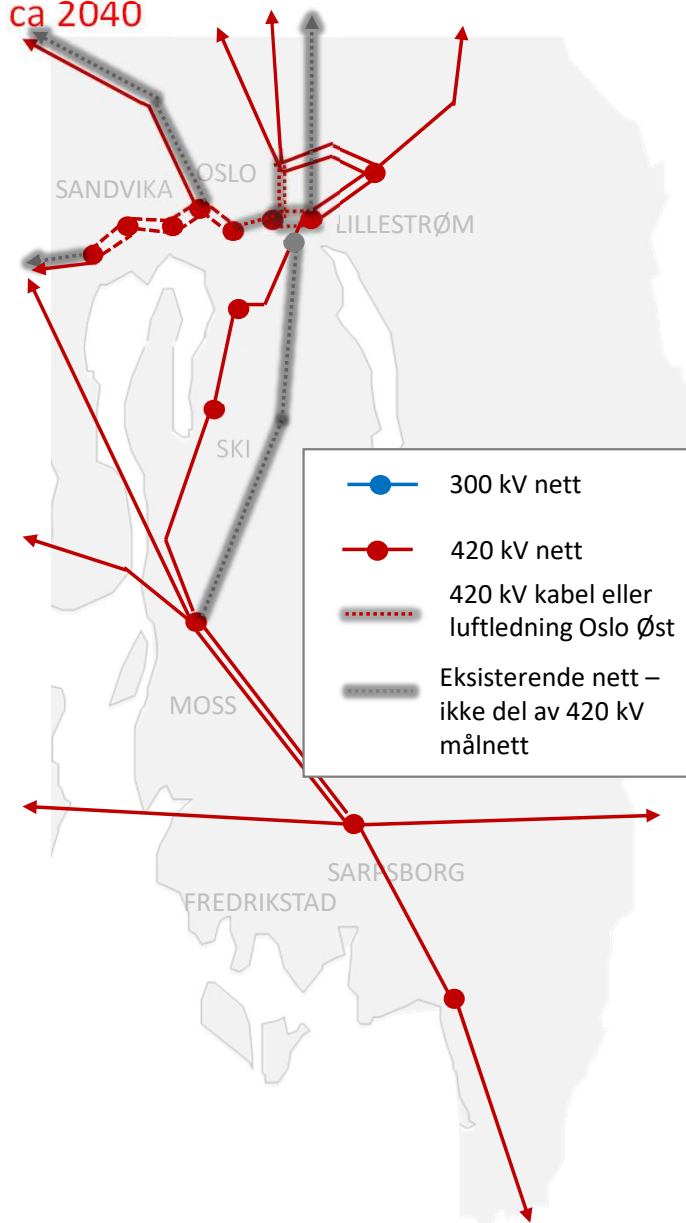 ca 2040
OSLO
SANDVIKA
LILLESTRØM
SKI
300 kV nett
420 kV nett
420 kV kabel eller
luftledning Oslo Øst
Eksisterende nett –
ikke del av 420 kV
målnett
MOSS
SARPSBORG
FREDRIKSTAD